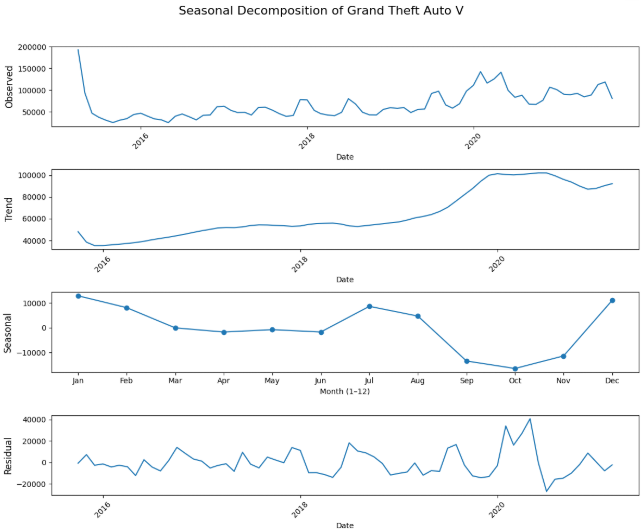 Seasonal Decomposition of Grand Theft Auto V
Observed
200000
150000
100000
50000
2016
2018
2020
Date
Trend
100000
80000
60000
40000
2016
2018
2020
Date
Seasonal
10000
0
−10000
Jan Feb Mar Apr May Jun Jul Aug Sep Oct Nov Dec
Month (1–12)
Residual
40000
20000
0
−20000
2016
2018
2020
Date